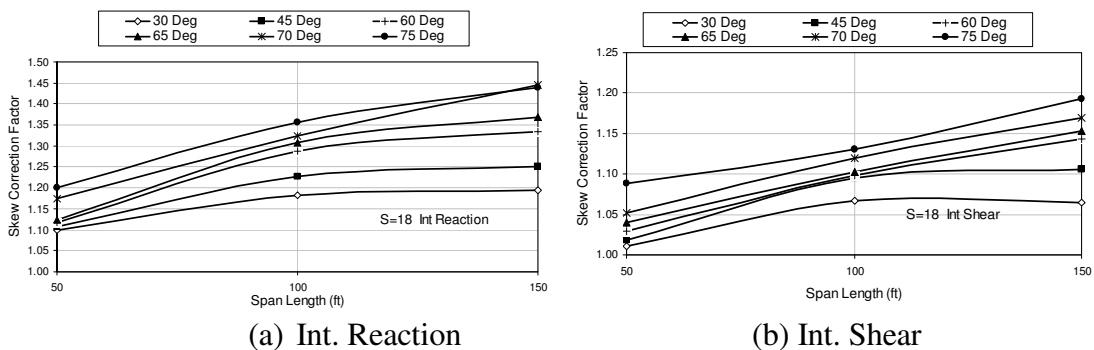 30 Deg 45 Deg 60 Deg
65 Deg 70 Deg 75 Deg
Skew Correction Factor
1.50
1.45
1.40
1.35
1.30
1.25
1.20
1.15
1.10
1.05
1.00
S=18 Int Reaction
50 100 150
Span Length (ft)
(a) Int. Reaction
30 Deg 45 Deg 60 Deg
65 Deg 70 Deg 75 Deg
Skew Correction Factor
1.25
1.20
1.15
1.10
1.05
1.00
S=18 Int Shear
50 100 150
Span Length (ft)
(b) Int. Shear